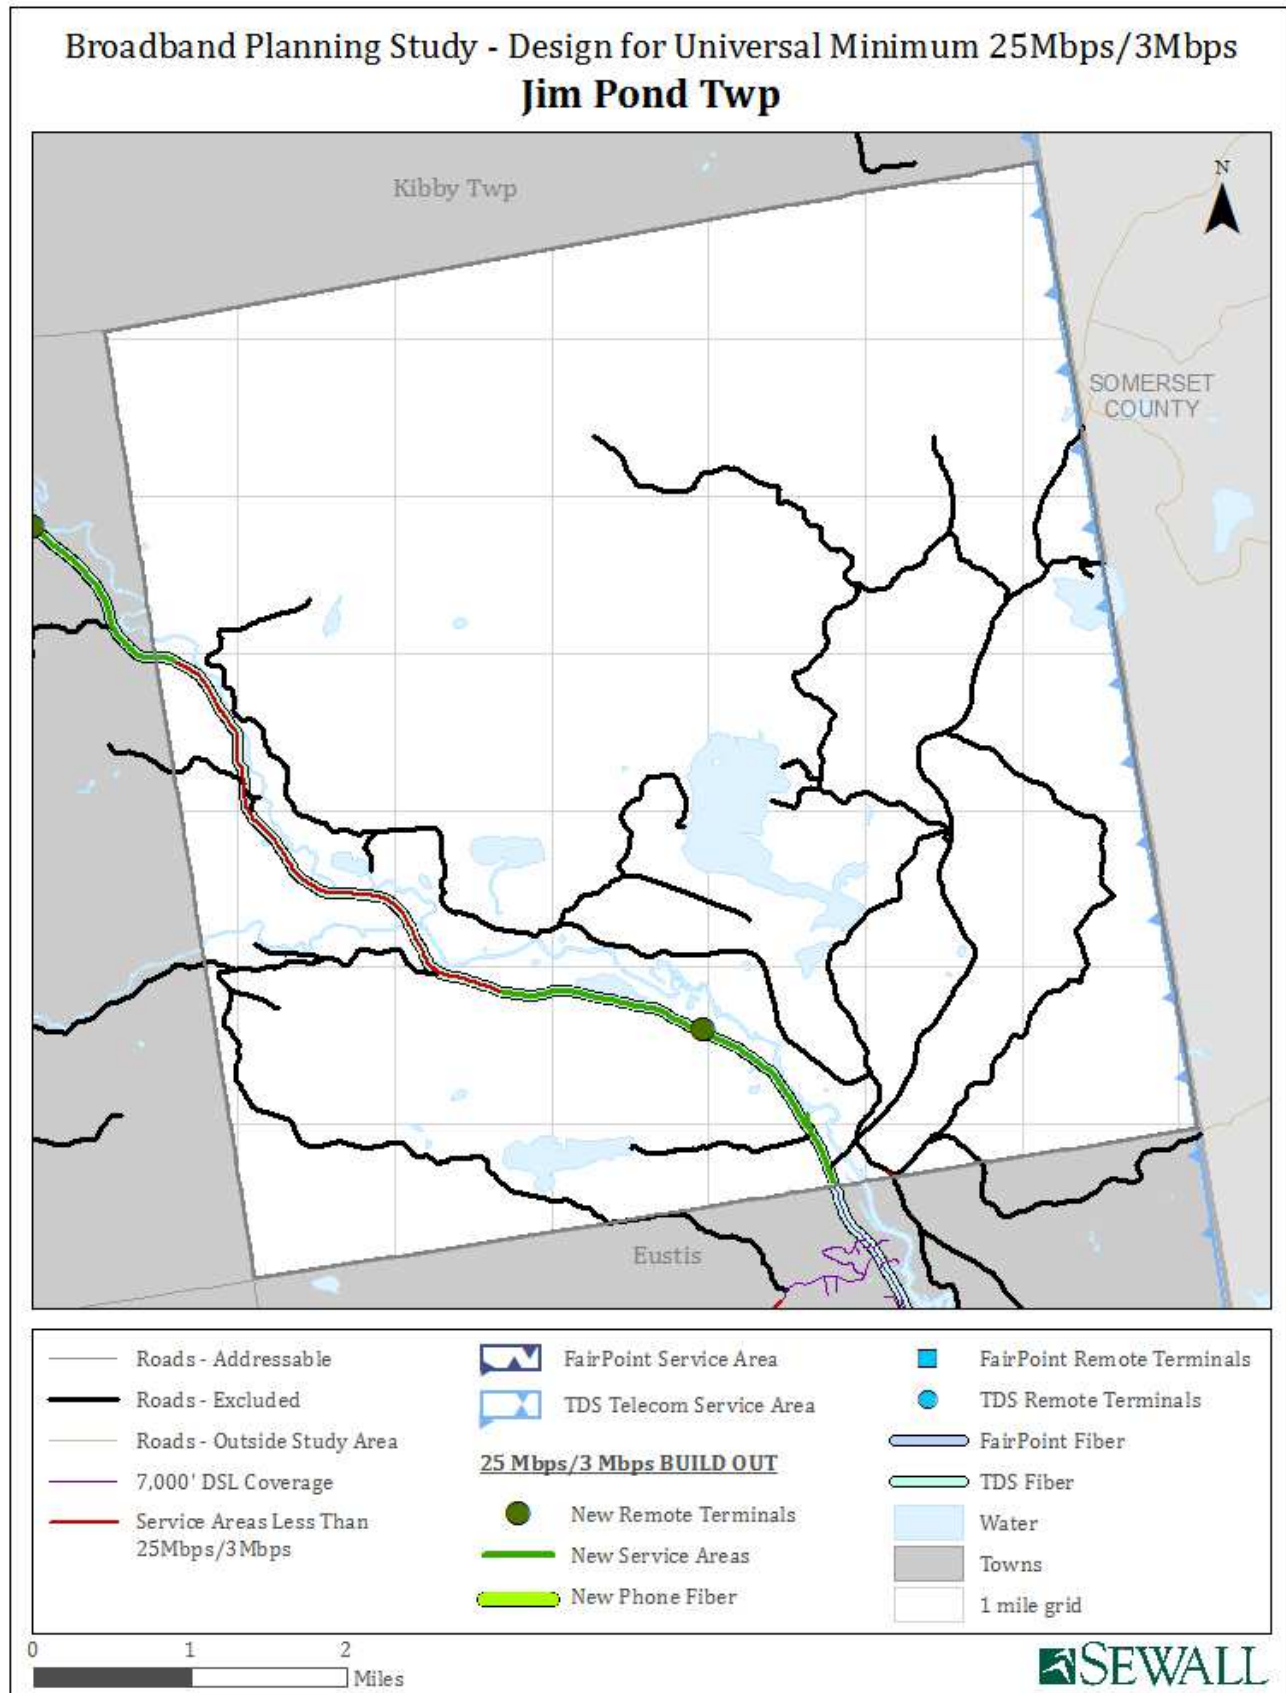 Broadband Planning Study - Design for Universal Minimum 25Mbps/3Mbps
Jim Pond Twp
Kibby Twp
N
SOMERSET
COUNTY
Eustis
Roads - Addressable
Roads - Excluded
Roads - Outside Study Area
7,000' DSL Coverage
Service Areas Less Than
25Mbps/3Mbps
FairPoint Service Area
TDS Telecom Service Area
25 Mbps/3 Mbps BUILD OUT
New Remote Terminals
New Service Areas
New Phone Fiber
FairPoint Remote Terminals
TDS Remote Terminals
FairPoint Fiber
TDS Fiber
Water
Towns
1 mile grid
0 1 2
Miles
SEWALL